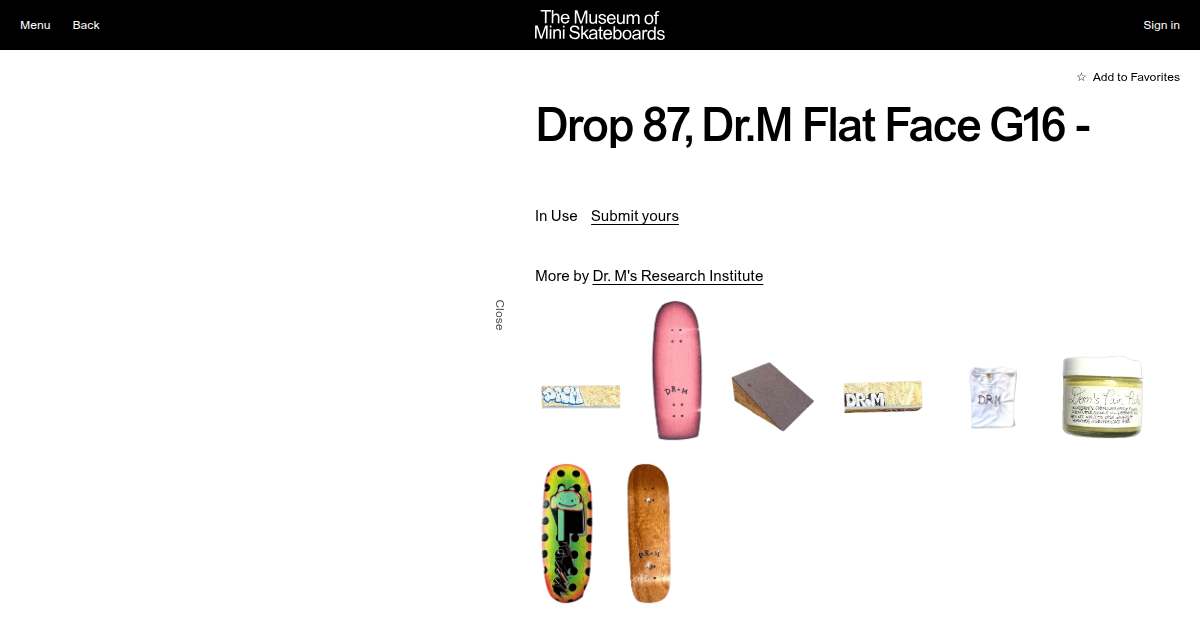 Menu
Back
The Museum of
Mini Skateboards
Sign in
☆ Add to Favorites
Drop 87, Dr.M Flat Face G16 -
In Use
Submit yours
More by Dr. M's Research Institute
Close
DR.M
DR.M
DR.M
DR.M